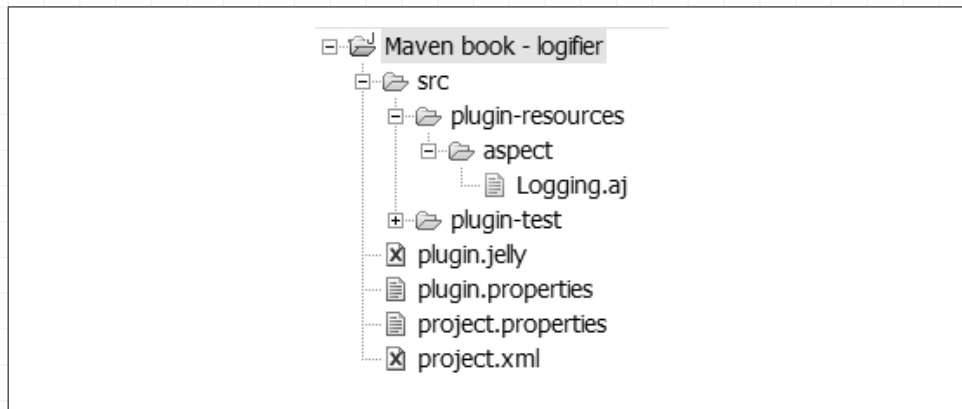 Maven book - logifier
src
plugin-resources
aspect
Logging.aj
plugin-test
plugin.jelly
plugin.properties
project.properties
project.xml